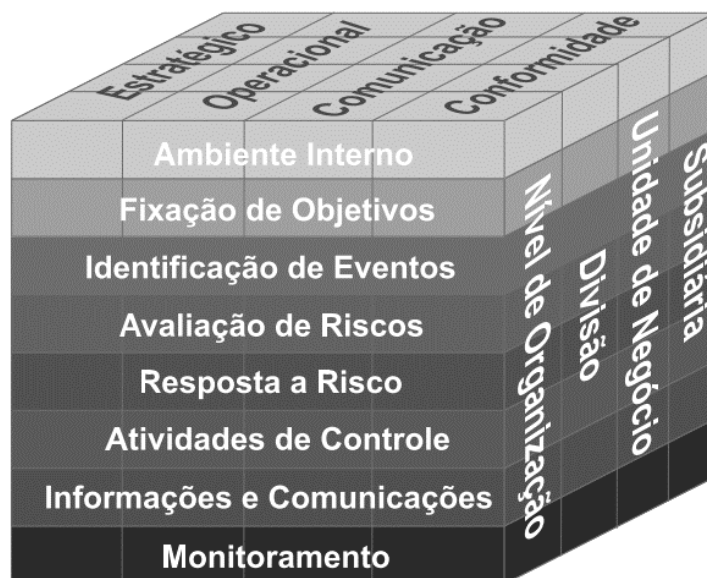 Estratégico
Operacional
Comunicação
Conformidade
Ambiente Interno
Fixação de Objetivos
Identificação de Eventos
Avaliação de Riscos
Resposta a Risco
Atividades de Controle
Informações e Comunicações
Monitoramento
Nível de Organização
Divisão
Unidade de Negócio
Subsidiária